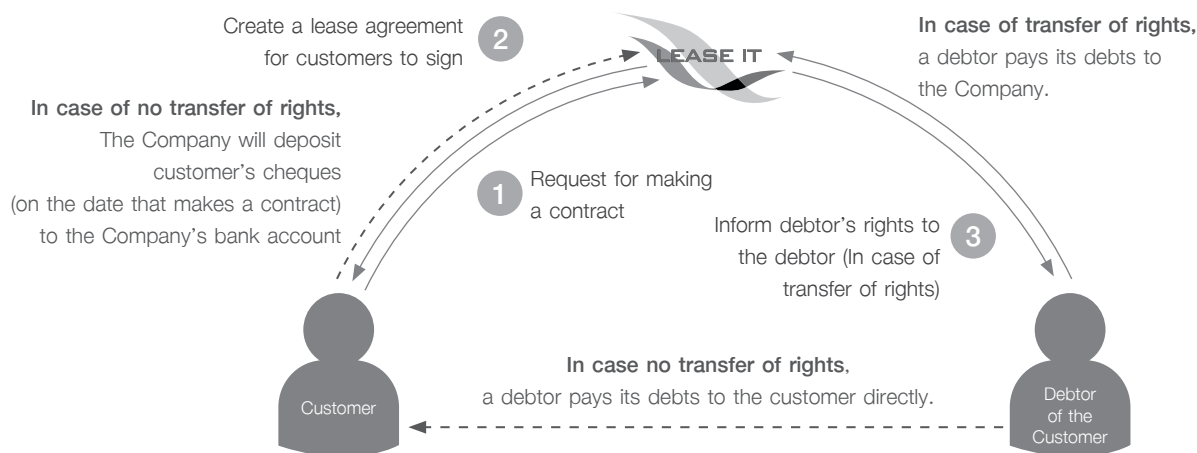 Create a lease agreement
for customers to sign
2
LEASE IT
In case of transfer of rights,
a debtor pays its debts to
the Company.
In case of no transfer of rights,
The Company will deposit
customer's cheques
(on the date that makes a contract)
to the Company's bank account
1
Request for making
a contract
Inform debtor's rights to
the debtor (In case of
transfer of rights)
3
In case no transfer of rights,
a debtor pays its debts to the customer directly.
Customer
Debtor
of the
Customer